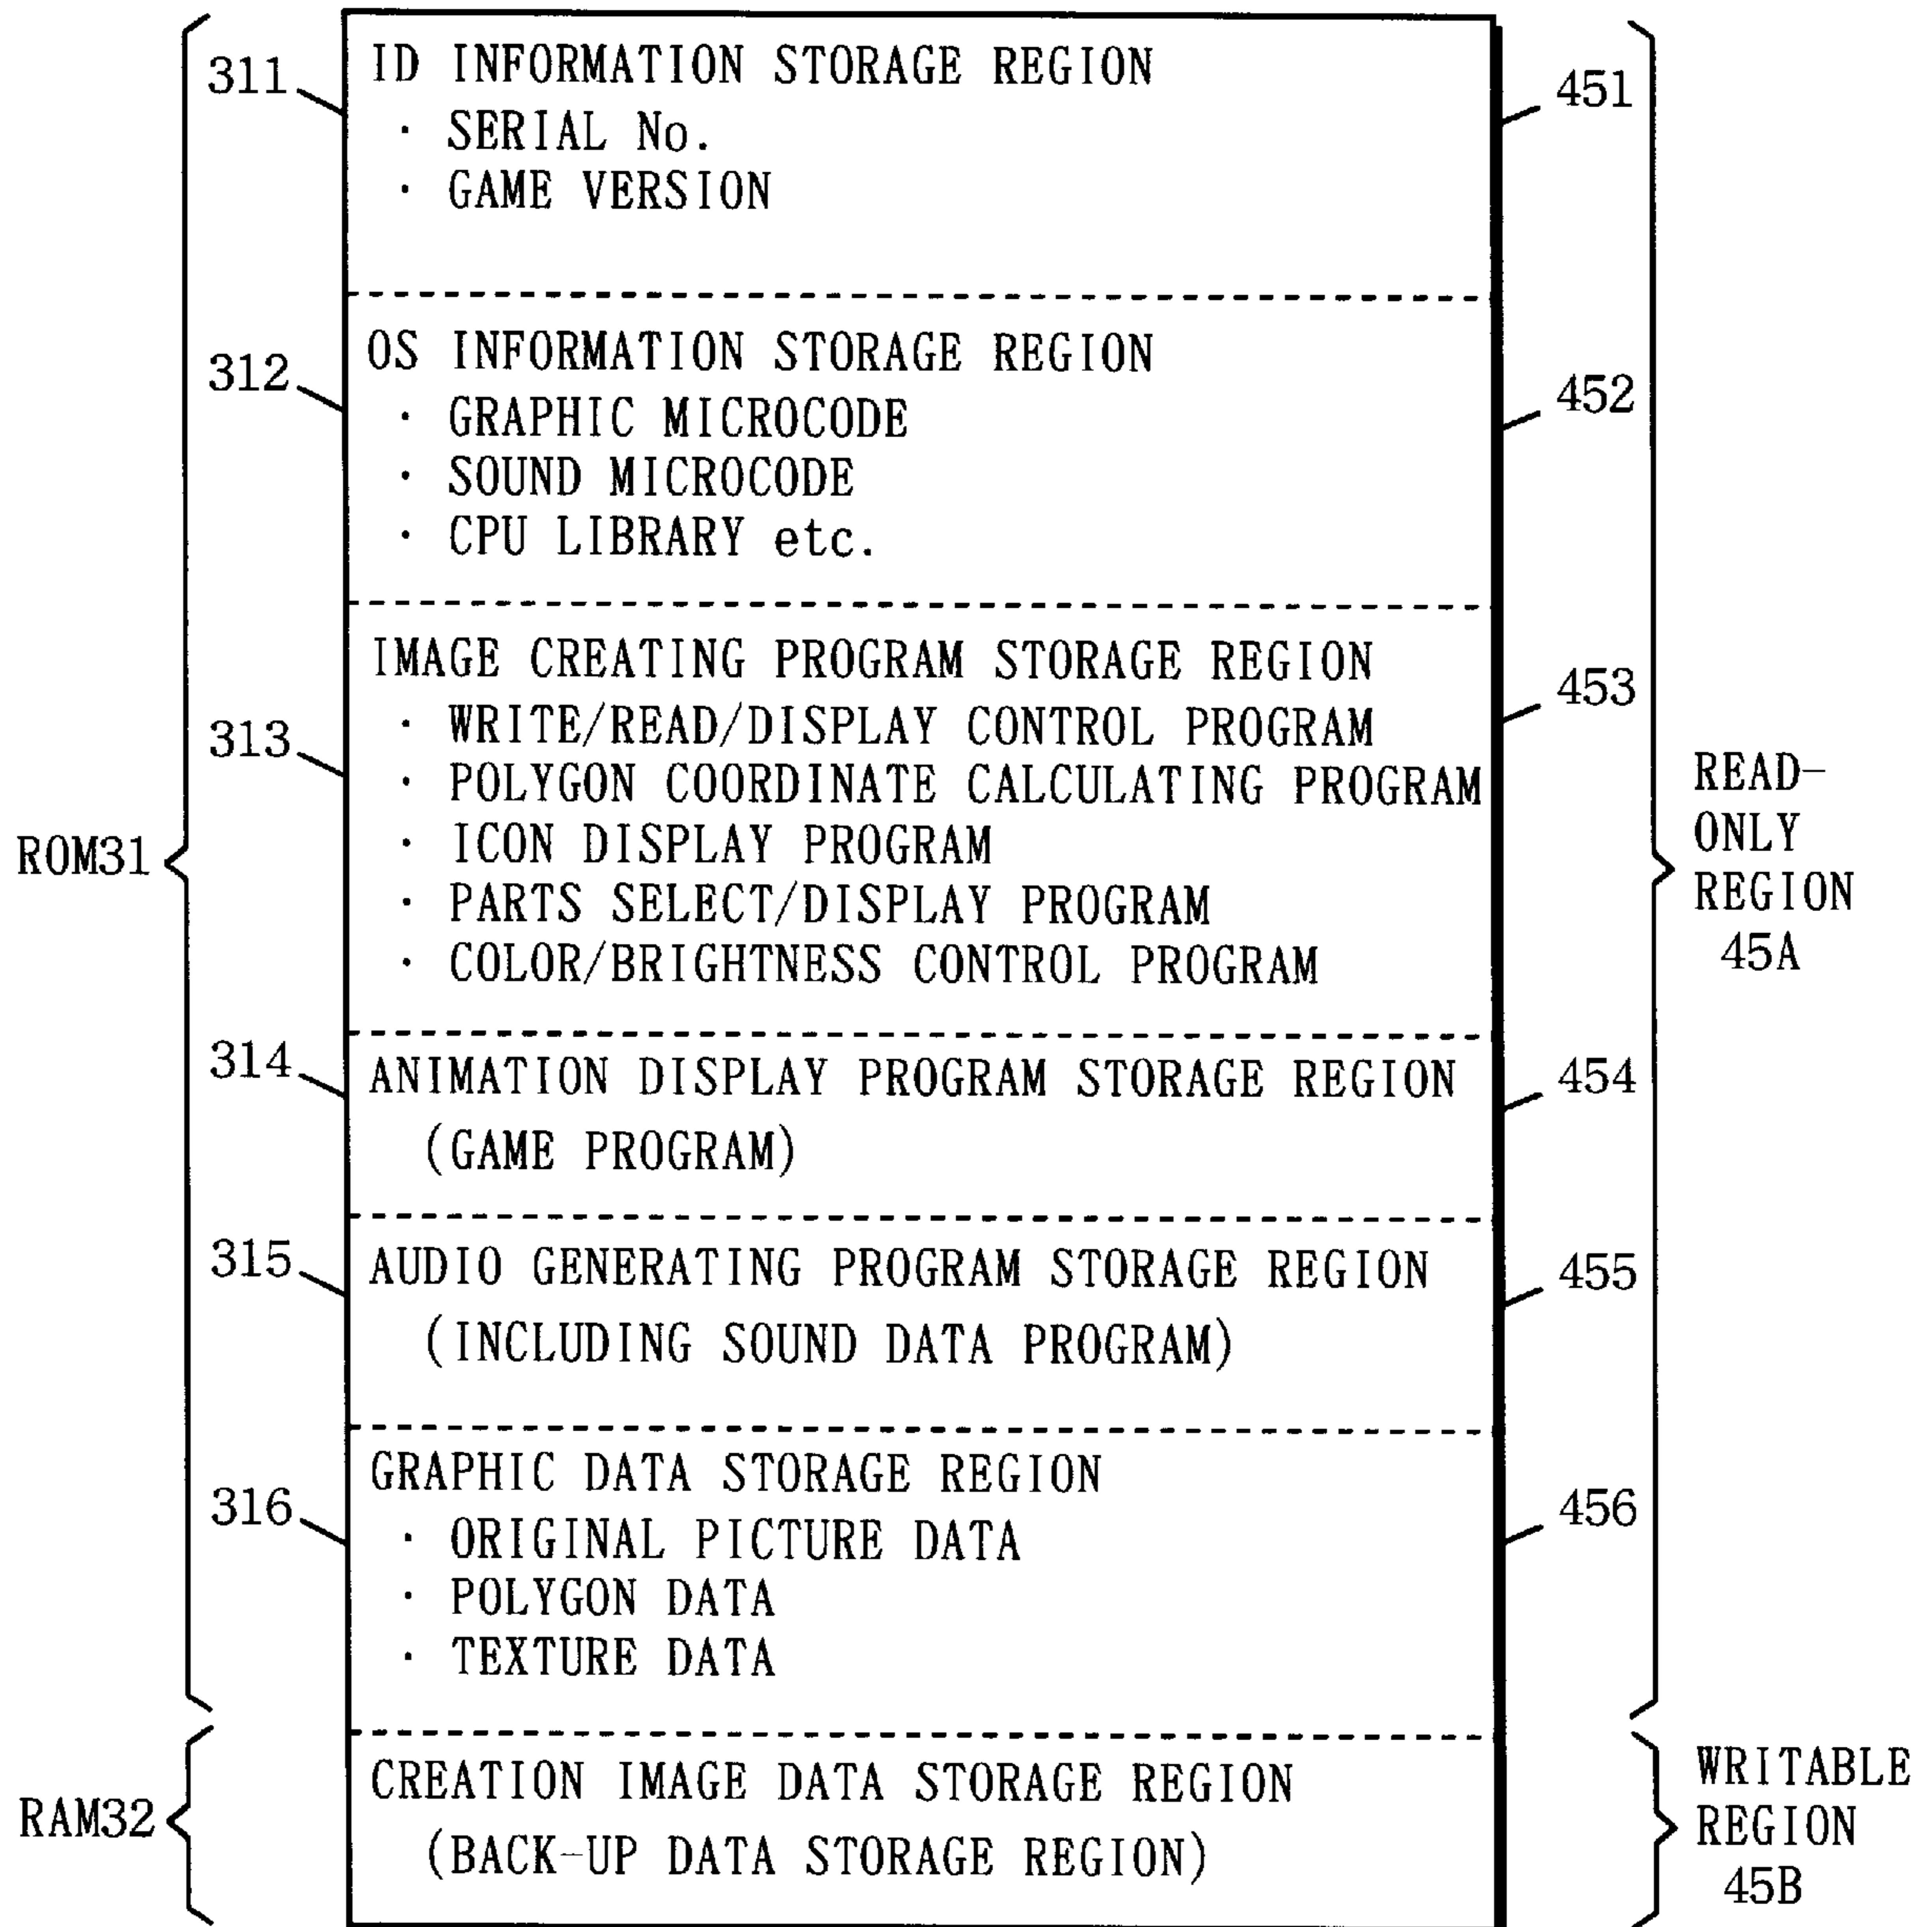 311
ID INFORMATION STORAGE REGION
· SERIAL No.
· GAME VERSION
451
312
OS INFORMATION STORAGE REGION
· GRAPHIC MICROCODE
· SOUND MICROCODE
· CPU LIBRARY etc.
452
313
IMAGE CREATING PROGRAM STORAGE REGION
· WRITE/READ/DISPLAY CONTROL PROGRAM
· POLYGON COORDINATE CALCULATING PROGRAM
· ICON DISPLAY PROGRAM
· PARTS SELECT/DISPLAY PROGRAM
· COLOR/BRIGHTNESS CONTROL PROGRAM
453
ROM31
READ-
ONLY
REGION
45A
314
ANIMATION DISPLAY PROGRAM STORAGE REGION
(GAME PROGRAM)
454
315
AUDIO GENERATING PROGRAM STORAGE REGION
(INCLUDING SOUND DATA PROGRAM)
455
316
GRAPHIC DATA STORAGE REGION
· ORIGINAL PICTURE DATA
· POLYGON DATA
· TEXTURE DATA
456
RAM32
CREATION IMAGE DATA STORAGE REGION
(BACK-UP DATA STORAGE REGION)
WRITABLE
REGION
45B